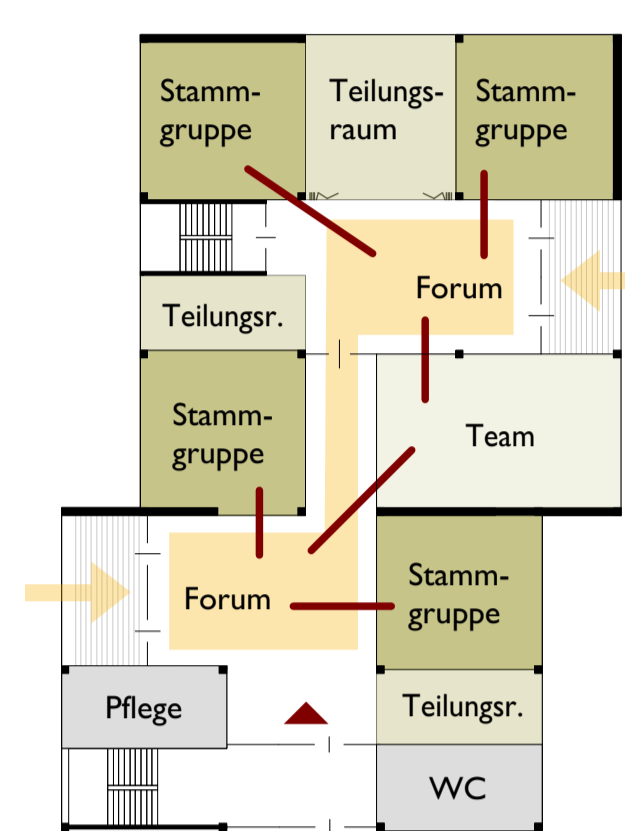 Stamm-
gruppe
Teilungs-
raum
Stamm-
gruppe
Forum
Teilungsr.
Stamm-
gruppe
Team
Forum
Stamm-
gruppe
Pflege
Teilungsr.
WC